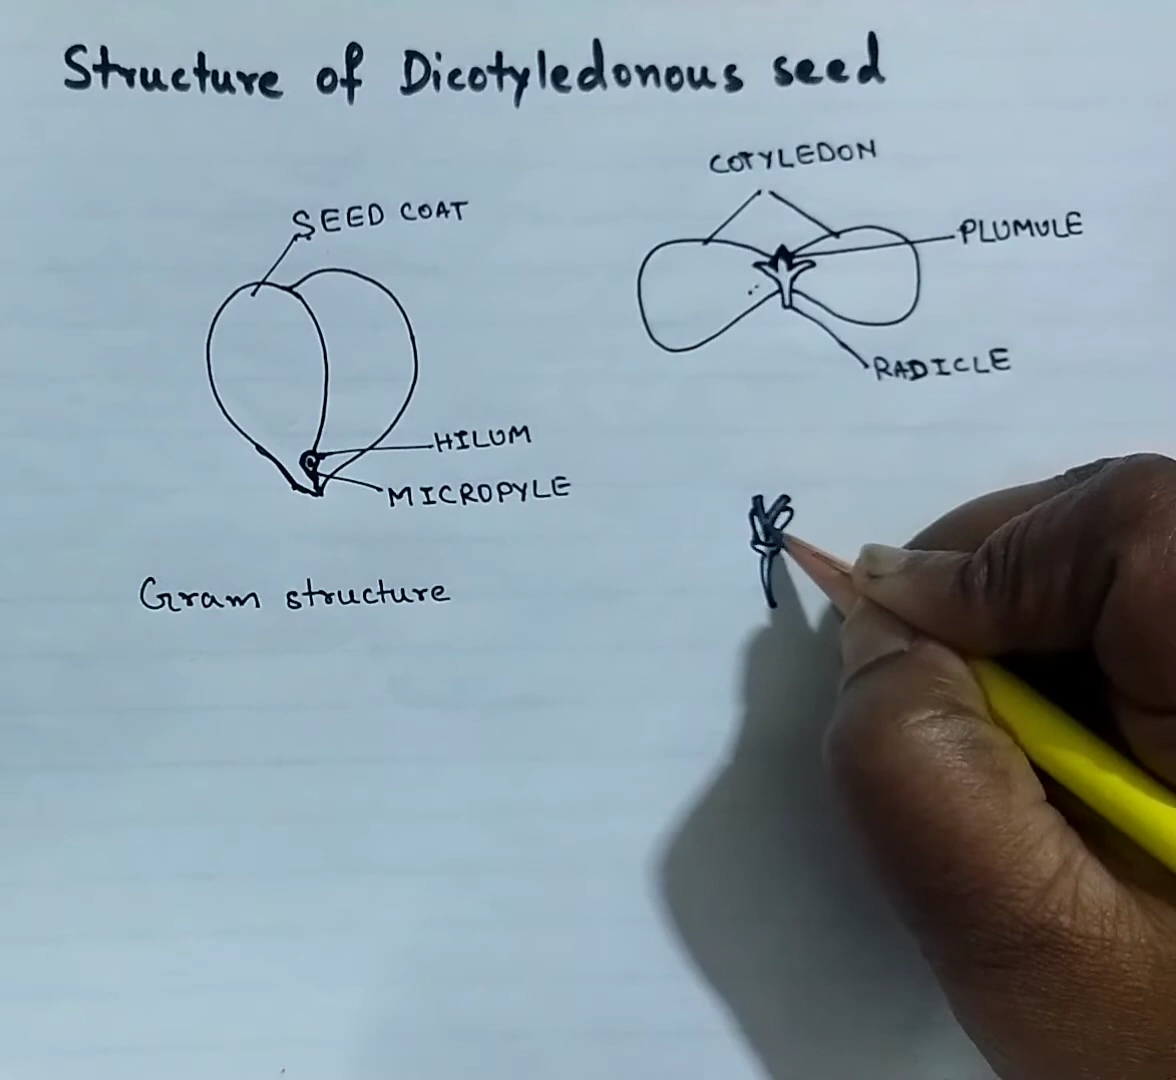 Structure of Dicotyledonous seed
COTYLEDON
SEED COAT
PLUMULE
RADICLE
HILUM
MICROPYLE
Gram structure